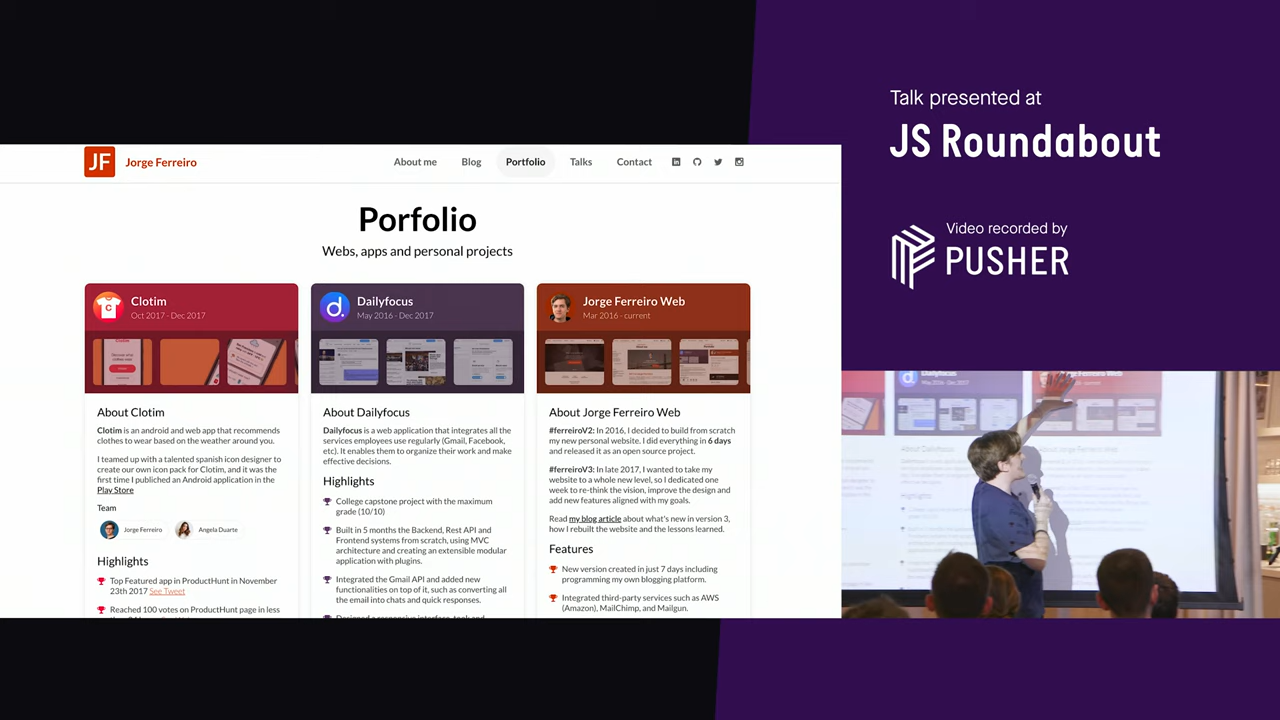 Talk presented at
JS Roundabout
Video recorded by
PUSHER
JF
Jorge Ferreiro
About me
Blog
Portfolio
Talks
Contact
Porfolio
Webs, apps and personal projects
Clotim
Oct 2017 - Dec 2017
About Clotim
Clotim is an android and web app that recommends
clothes to wear based on the weather around you.
I teamed up with a talented spanish icon designer to
create our own icon pack for Clotim, and it was the
first time I published an Android application in the
Play Store
Team
Jorge Ferreiro
Angela Duarte
Highlights
Top Featured app in ProductHunt in November
23th 2017 See Tweet
Reached 100 votes on ProductHunt page in less
Dailyfocus
May 2016 - Dec 2017
About Dailyfocus
Dailyfocus is a web application that integrates all the
services employees use regularly (Gmail, Facebook,
etc). It enables them to organize their work and make
effective decisions.
Highlights
College capstone project with the maximum
grade (10/10)
Built in 5 months the Backend, Rest API and
Frontend systems from scratch, using MVC
architecture and creating an extensible modular
application with plugins.
Integrated the Gmail API and added new
functionalities on top of it, such as converting all
the email into chats and quick responses.
Jorge Ferreiro Web
Mar 2016 - current
About Jorge Ferreiro Web
#ferreiroV2: In 2016, I decided to build from scratch
my new personal website. I did everything in 6 days
and released it as an open source project.
#ferreiroV3: In late 2017, I wanted to take my
website to a whole new level, so I dedicated one
week to re-think the vision, improve the design and
add new features aligned with my goals.
Read my blog article about what's new in version 3,
how I rebuilt the website and the lessons learned.
Features
New version created in just 7 days including
programming my own blogging platform.
Integrated third-party services such as AWS
(Amazon), MailChimp, and Mailgun.
Dailyfocus
May 2016 - Dec 2017